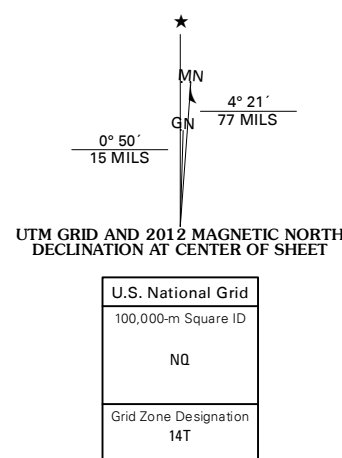 MN
4° 21´
77 MILS
GN
0° 50´
15 MILS
UTM GRID AND 2012 MAGNETIC NORTH
DECLINATION AT CENTER OF SHEET
U.S. National Grid
100,000-m Square ID
NQ
Grid Zone Designation
14T